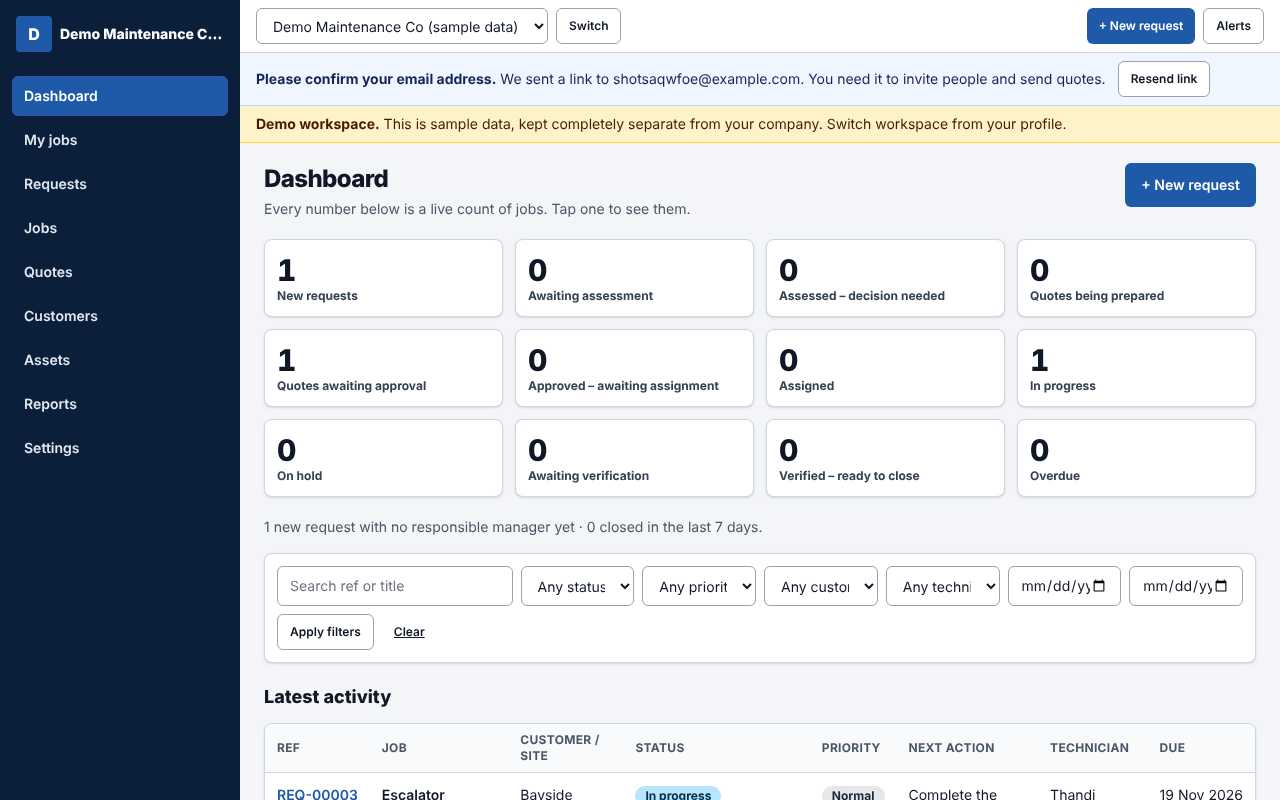 D Demo Maintenance C...
Dashboard
My jobs
Requests
Jobs
Quotes
Customers
Assets
Reports
Settings
Demo Maintenance Co (sample data) Switch + New request Alerts
Please confirm your email address. We sent a link to shotsaqwfoe@example.com. You need it to invite people and send quotes. Resend link
Demo workspace. This is sample data, kept completely separate from your company. Switch workspace from your profile.
Dashboard
+ New request
Every number below is a live count of jobs. Tap one to see them.
1
New requests
0
Awaiting assessment
0
Assessed – decision needed
0
Quotes being prepared
1
Quotes awaiting approval
0
Approved – awaiting assignment
0
Assigned
1
In progress
0
On hold
0
Awaiting verification
0
Verified – ready to close
0
Overdue
1 new request with no responsible manager yet · 0 closed in the last 7 days.
Search ref or title Any status Any priorit Any custor Any techni mm/dd/yy mm/dd/yy
Apply filters Clear
Latest activity
REF JOB CUSTOMER / SITE STATUS PRIORITY NEXT ACTION TECHNICIAN DUE
REQ-00003 Escalator Bayside In progress Normal Complete the Thandi 19 Nov 2026